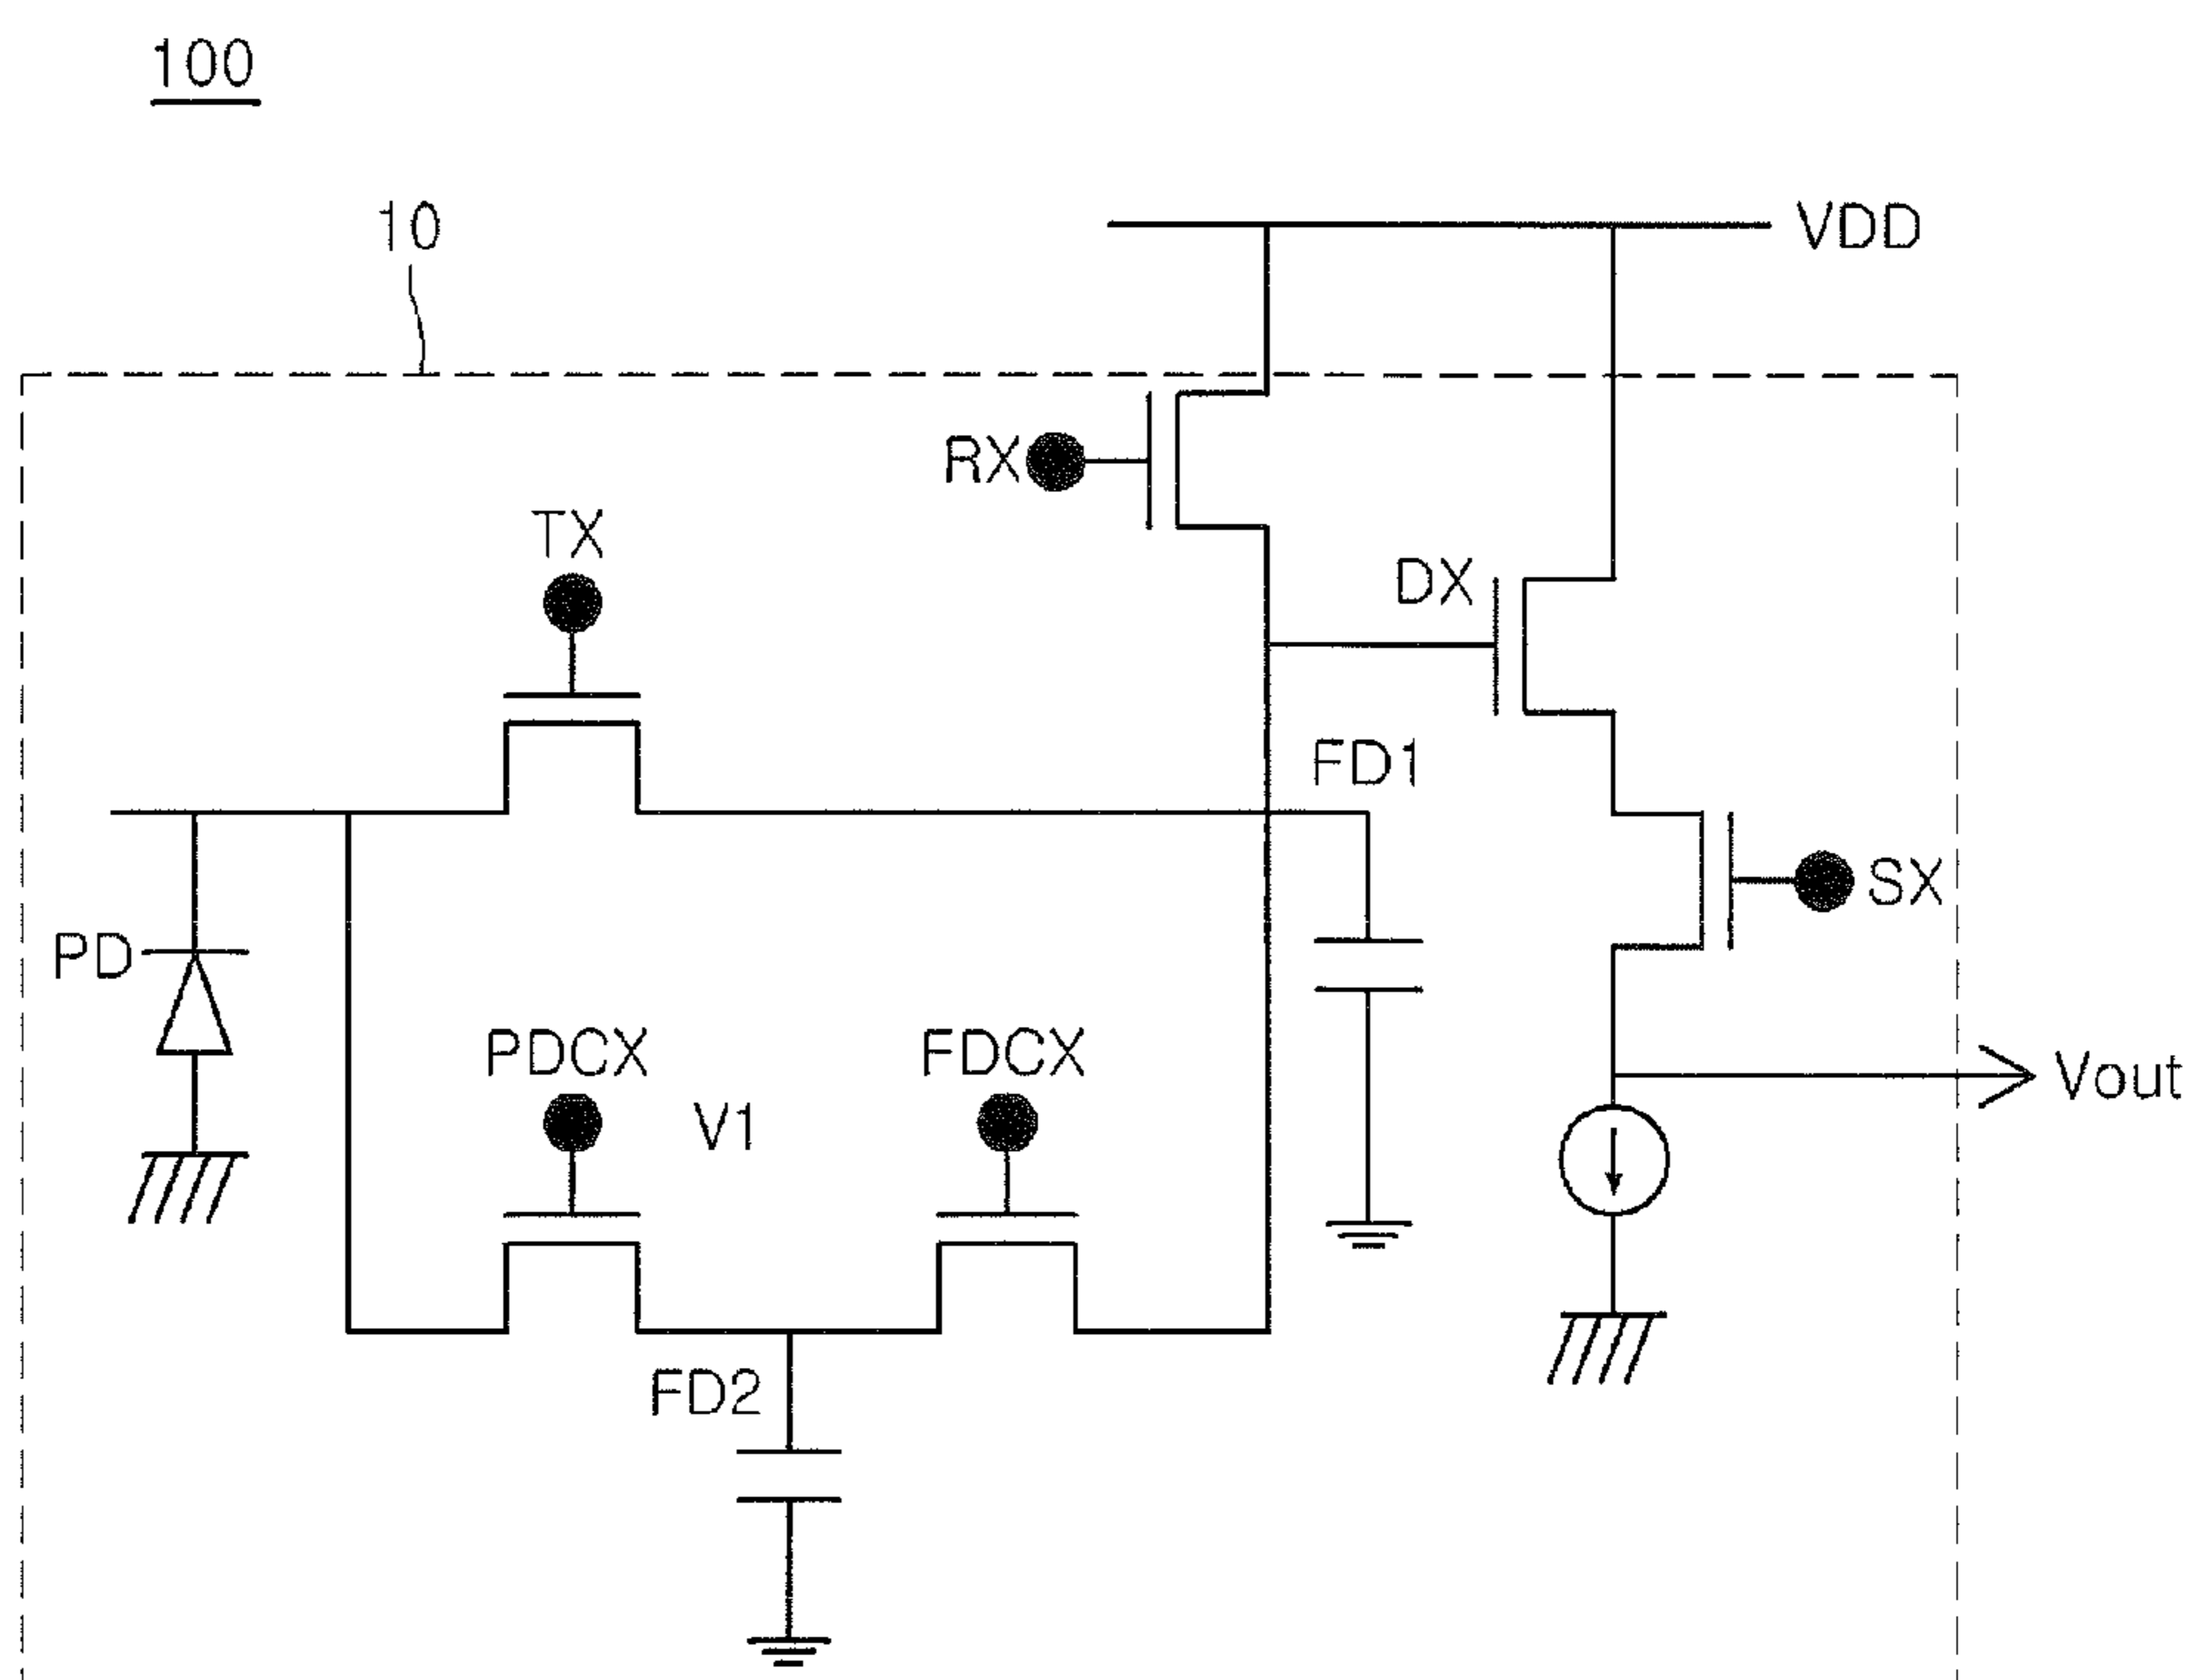 100
10
VDD
RX
TX
DX
FD1
SX
PD
PDCX
FDCX
V1
Vout
FD2